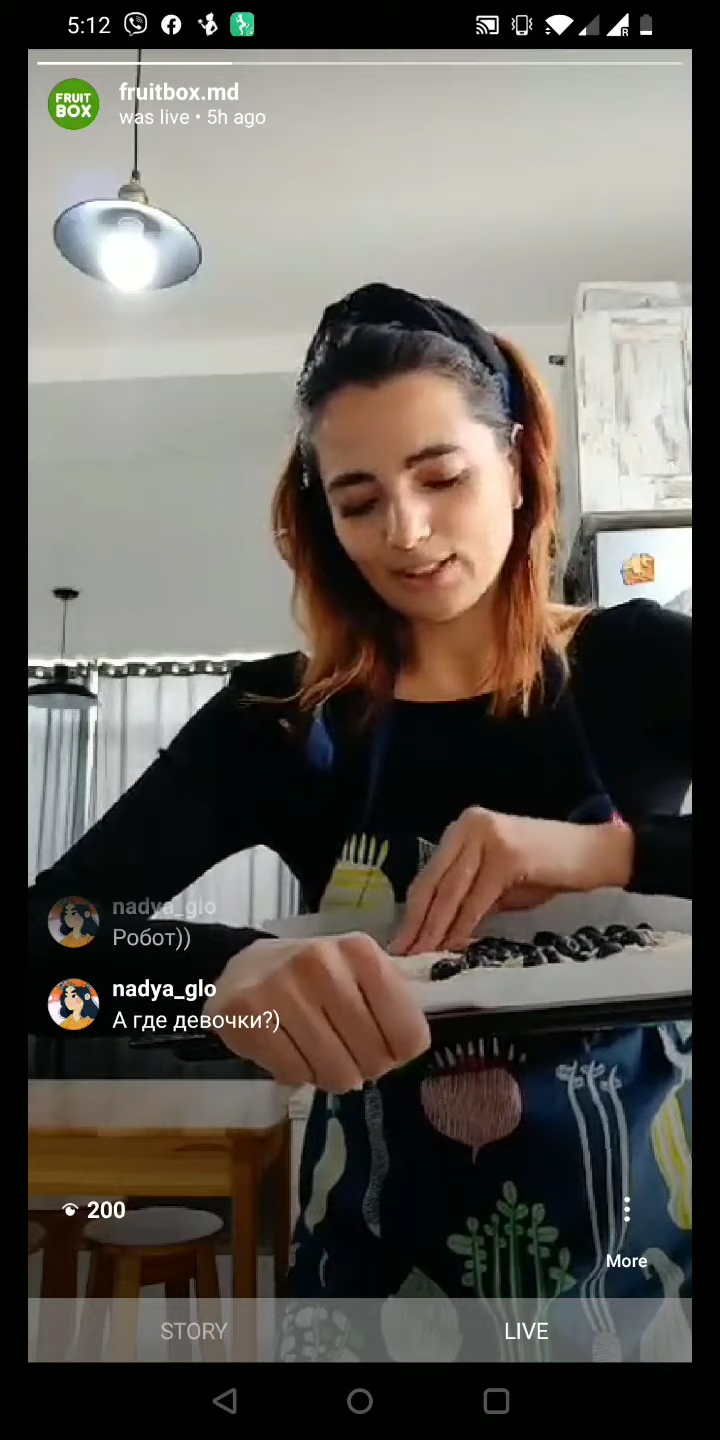 5:12
R
FRUIT
BOX
fruitbox.md
was live • 5h ago
nadya_glo
Робот))
nadya_glo
А где девочки?)
200
More
STORY
LIVE